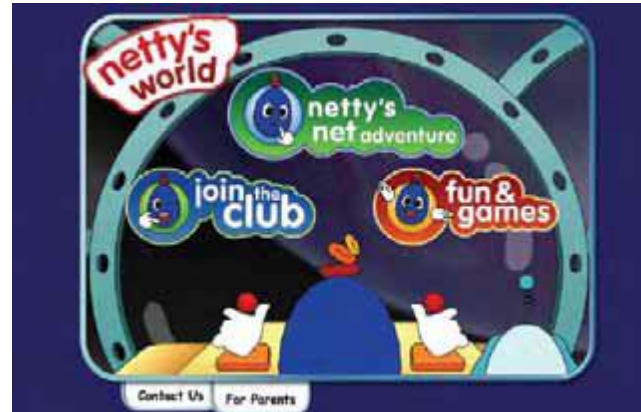 netty's
world
netty's
net adventure
join the
club
fun &
games
Contact Us
For Parents